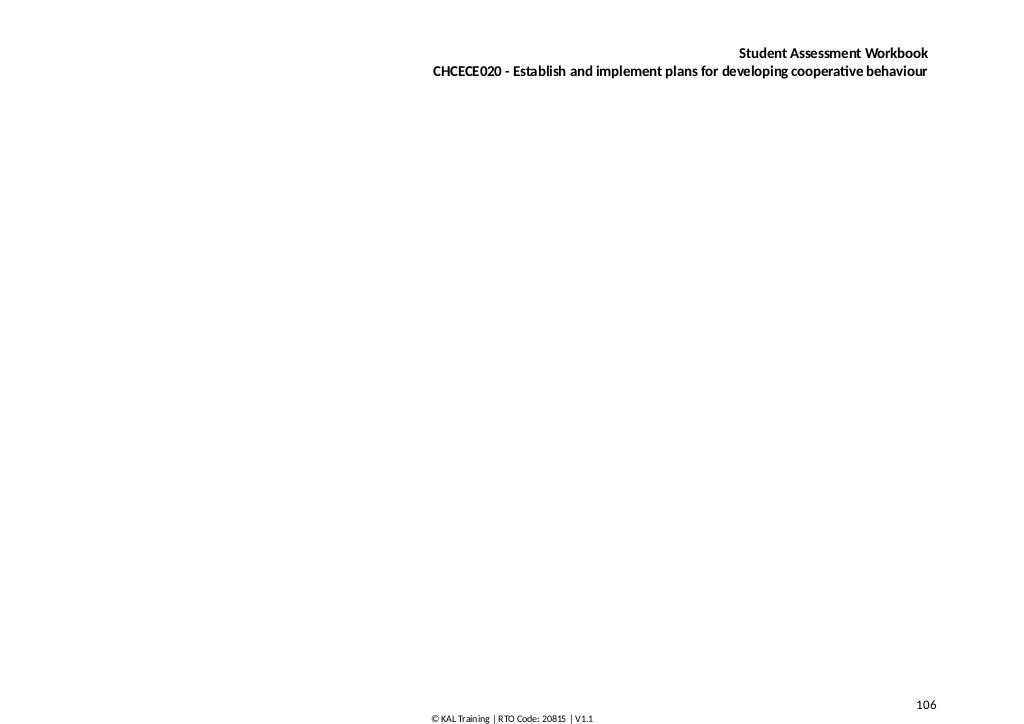 Student Assessment Workbook
CHCECE020 - Establish and implement plans for developing cooperative behaviour
106
© KAL Training | RTO Code: 20815 | V1.1